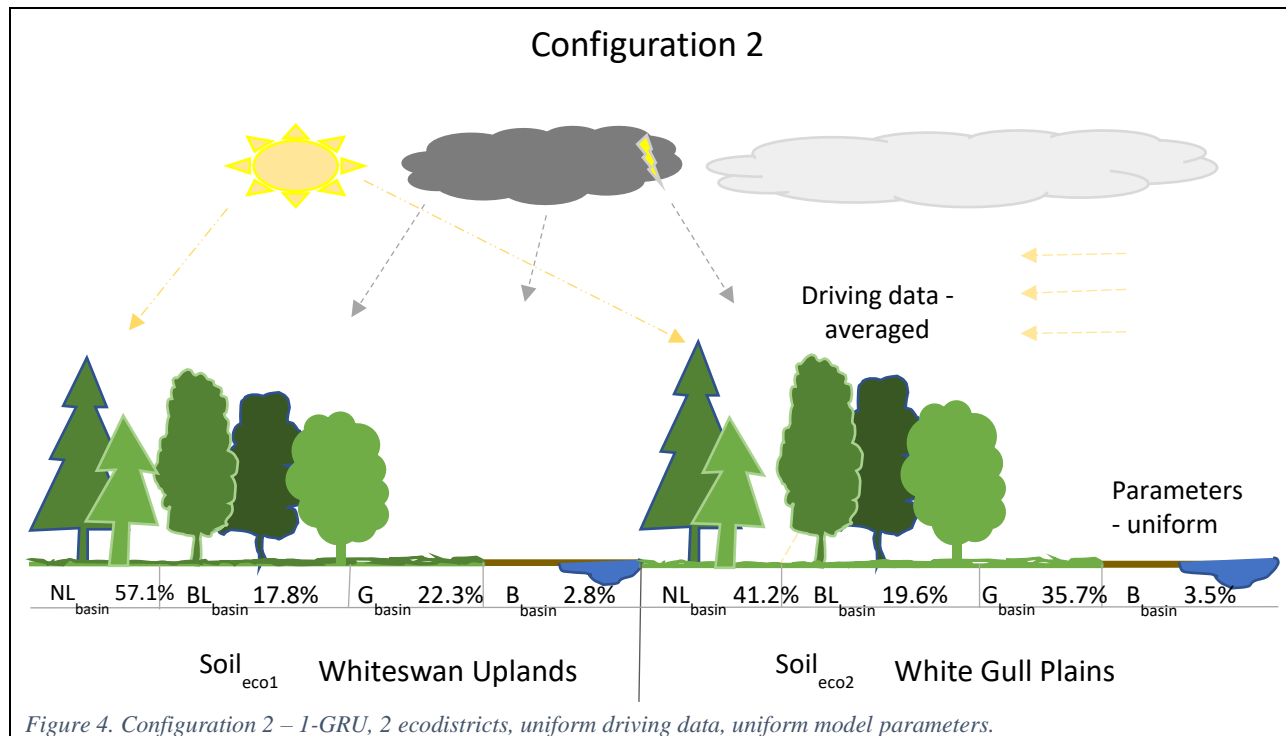 Configuration 2
Driving data -
averaged
Parameters
- uniform
NL basin 57.1% BL basin 17.8% G basin 22.3% B basin 2.8% NL basin 41.2% BL basin 19.6% G basin 35.7% B basin 3.5%
Soil eco1 Whiteswan Uplands Soil eco2 White Gull Plains
Figure 4. Configuration 2 – 1-GRU, 2 ecodistricts, uniform driving data, uniform model parameters.